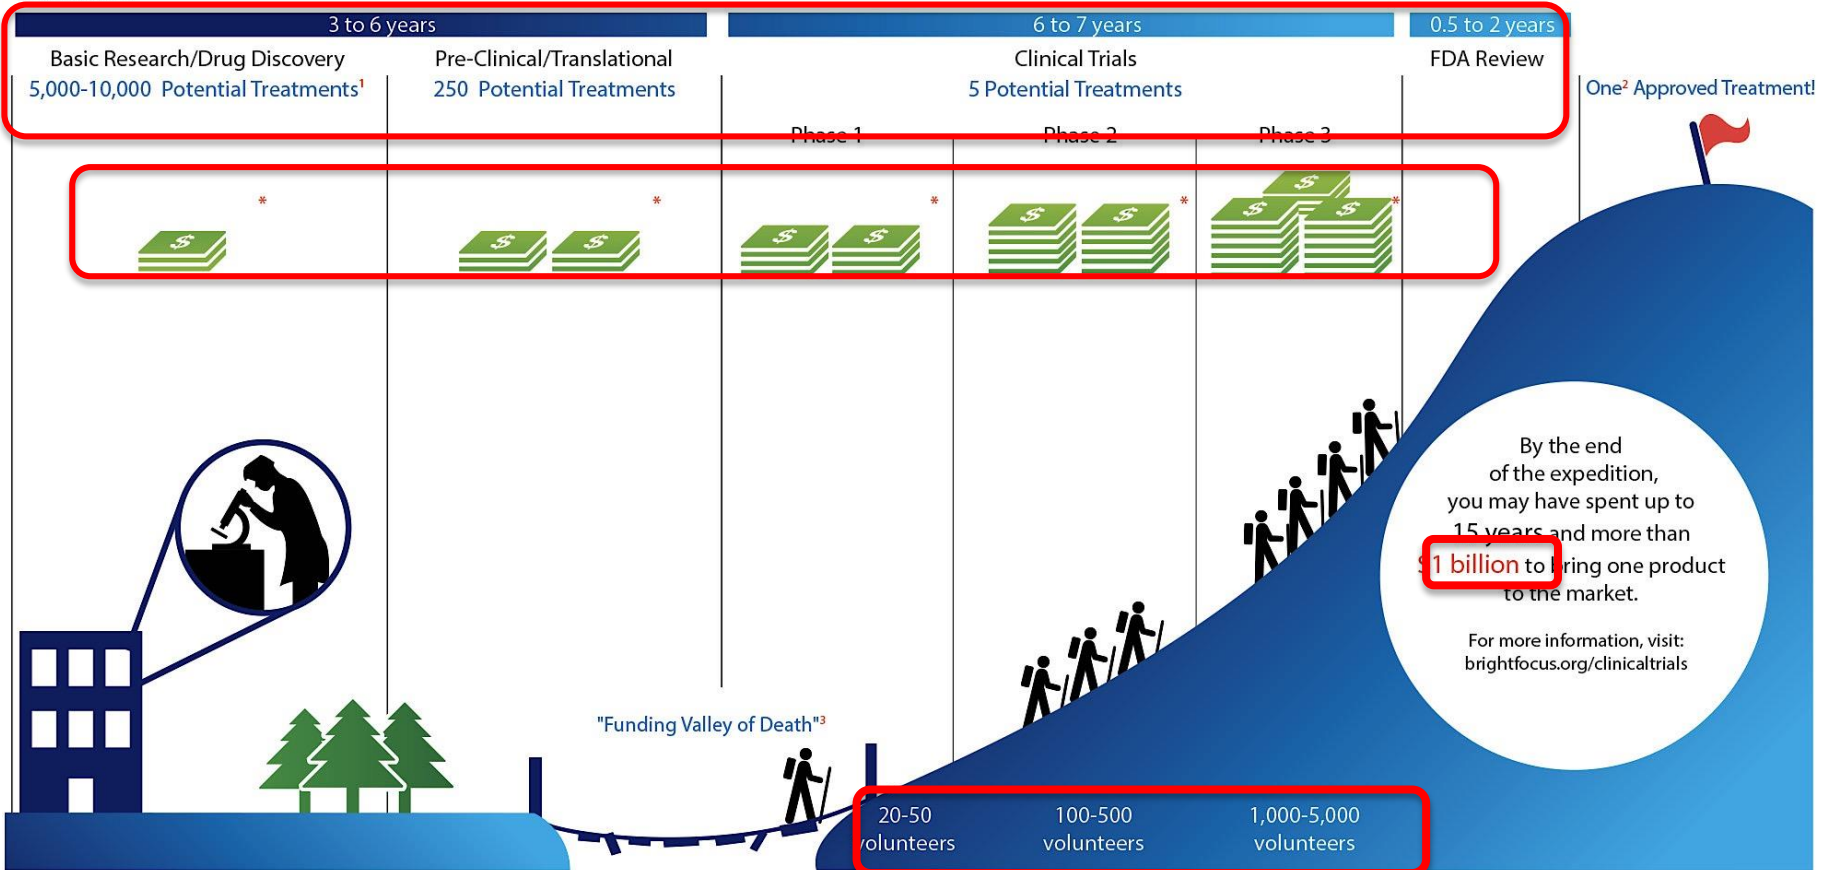 3 to 6 years
6 to 7 years
0.5 to 2 years
Basic Research/Drug Discovery
5,000-10,000 Potential Treatments¹
Pre-Clinical/Translational
250 Potential Treatments
Clinical Trials
5 Potential Treatments
FDA Review
One² Approved Treatment!
Phase 1
Phase 2
Phase 3
*
*
*
*
*
$
$ $
$ $
$ $
$
$ $
By the end
of the expedition,
you may have spent up to
15 years and more than
$1 billion to bring one product
to the market.
For more information, visit:
brightfocus.org/clinicaltrials
"Funding Valley of Death"³
20-50
volunteers
100-500
volunteers
1,000-5,000
volunteers